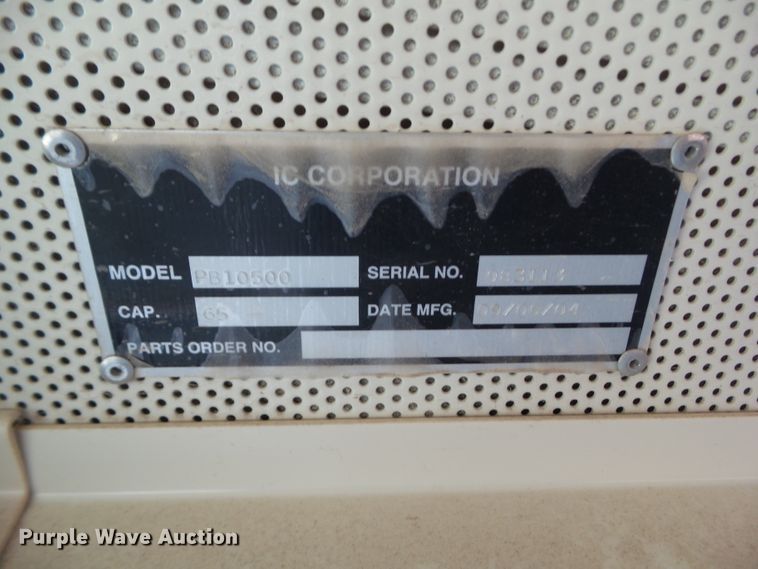 IC CORPORATION
MODEL PB10500 SERIAL NO.
CAP. 65 DATE MFG.
PARTS ORDER NO.
Purple Wave Auction